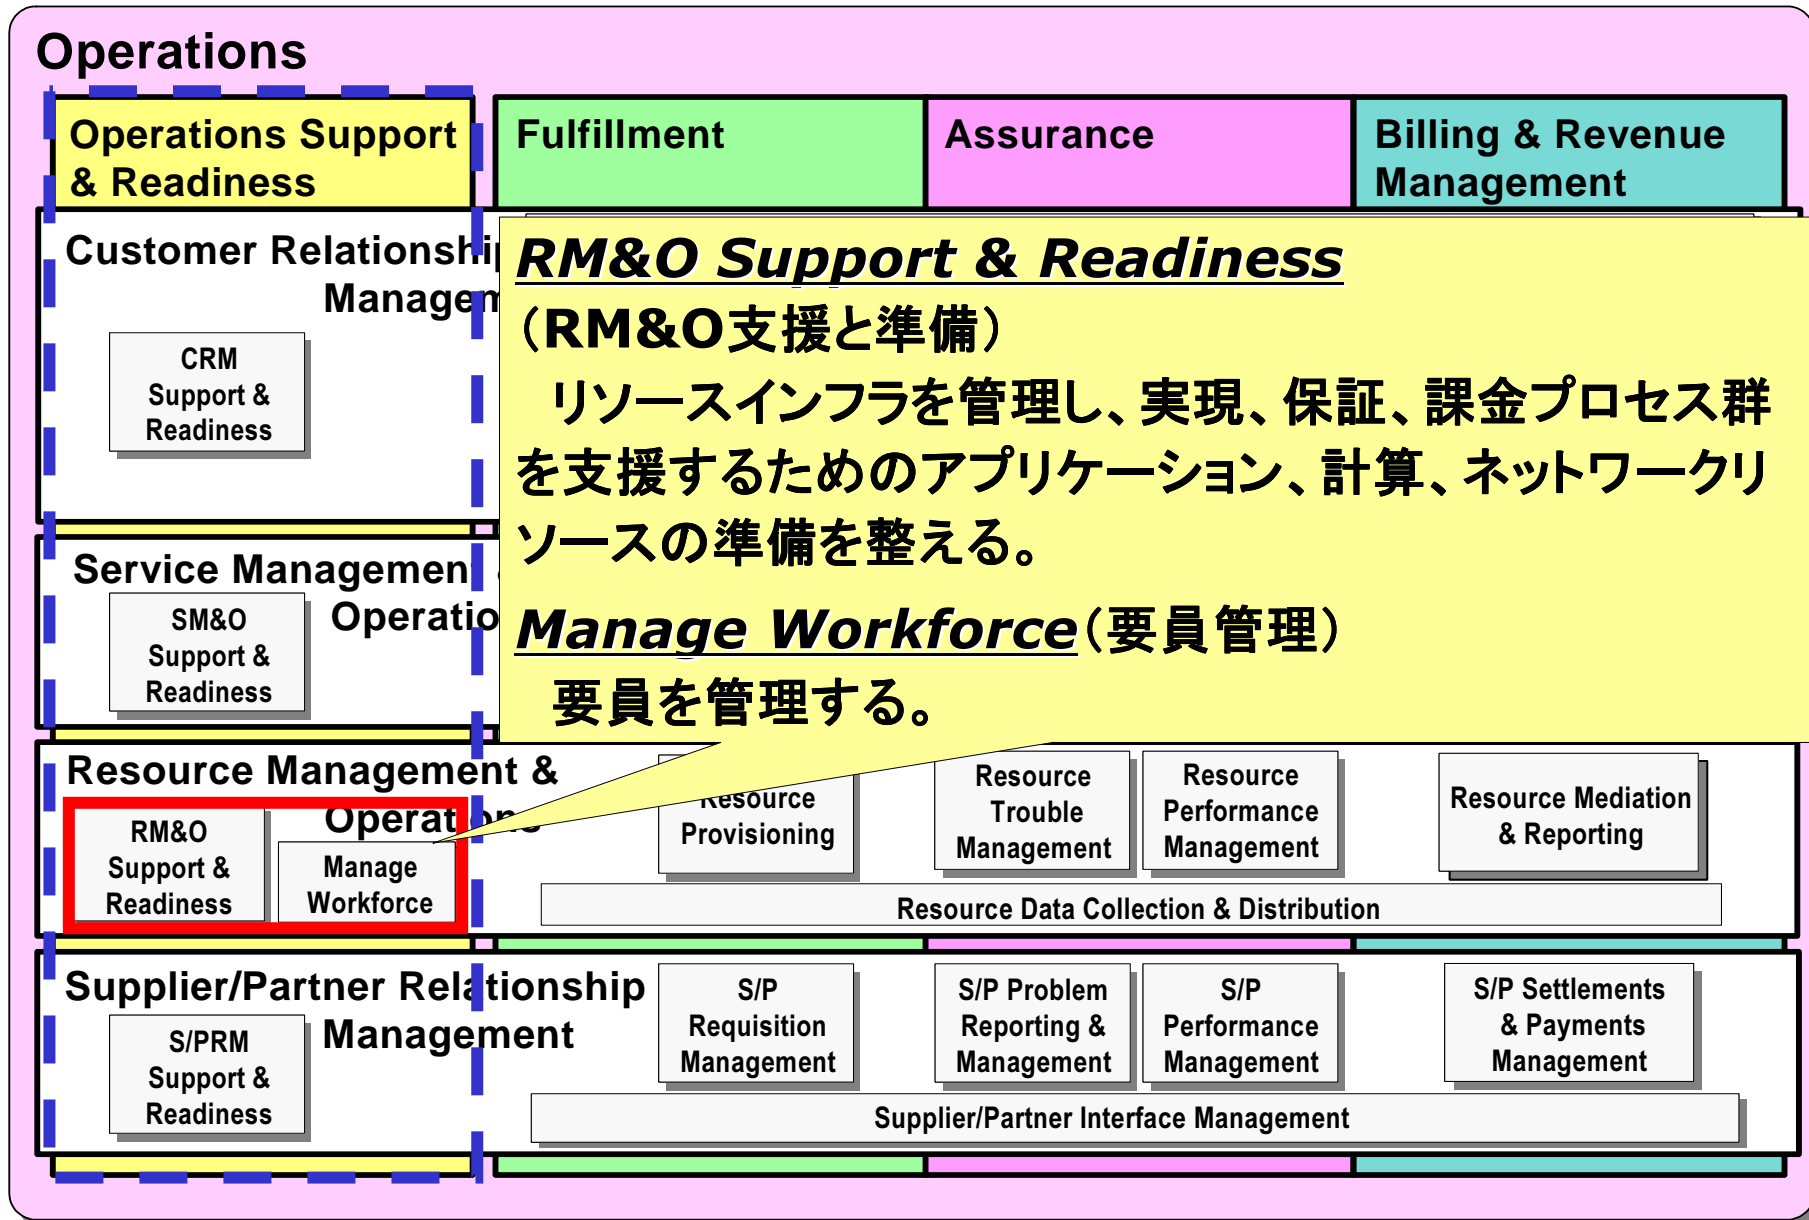 Operations
Operations Support
& Readiness
Fulfillment
Assurance
Billing & Revenue
Management
Customer
CRM
Support &
Readiness
RM&O Support & Readiness
（RM&O支援と準備）
リソースインフラを管理し、実現、保証、課金プロセス群
を支援するためのアプリケーション、計算、ネットワークリ
ソースの準備を整える。
Manage Workforce（要員管理）
要員を管理する。
Service
SM&O
Support &
Readiness
Resource Management &
Operations
RM&O
Support &
Readiness
Manage
Workforce
Resource
Provisioning
Resource
Trouble
Management
Resource
Performance
Management
Resource Mediation
& Reporting
Resource Data Collection & Distribution
Supplier/Partner Relationship
Management
S/PRM
Support &
Readiness
S/P
Requisition
Management
S/P Problem
Reporting &
Management
S/P
Performance
Management
S/P Settlements
& Payments
Management
Supplier/Partner Interface Management